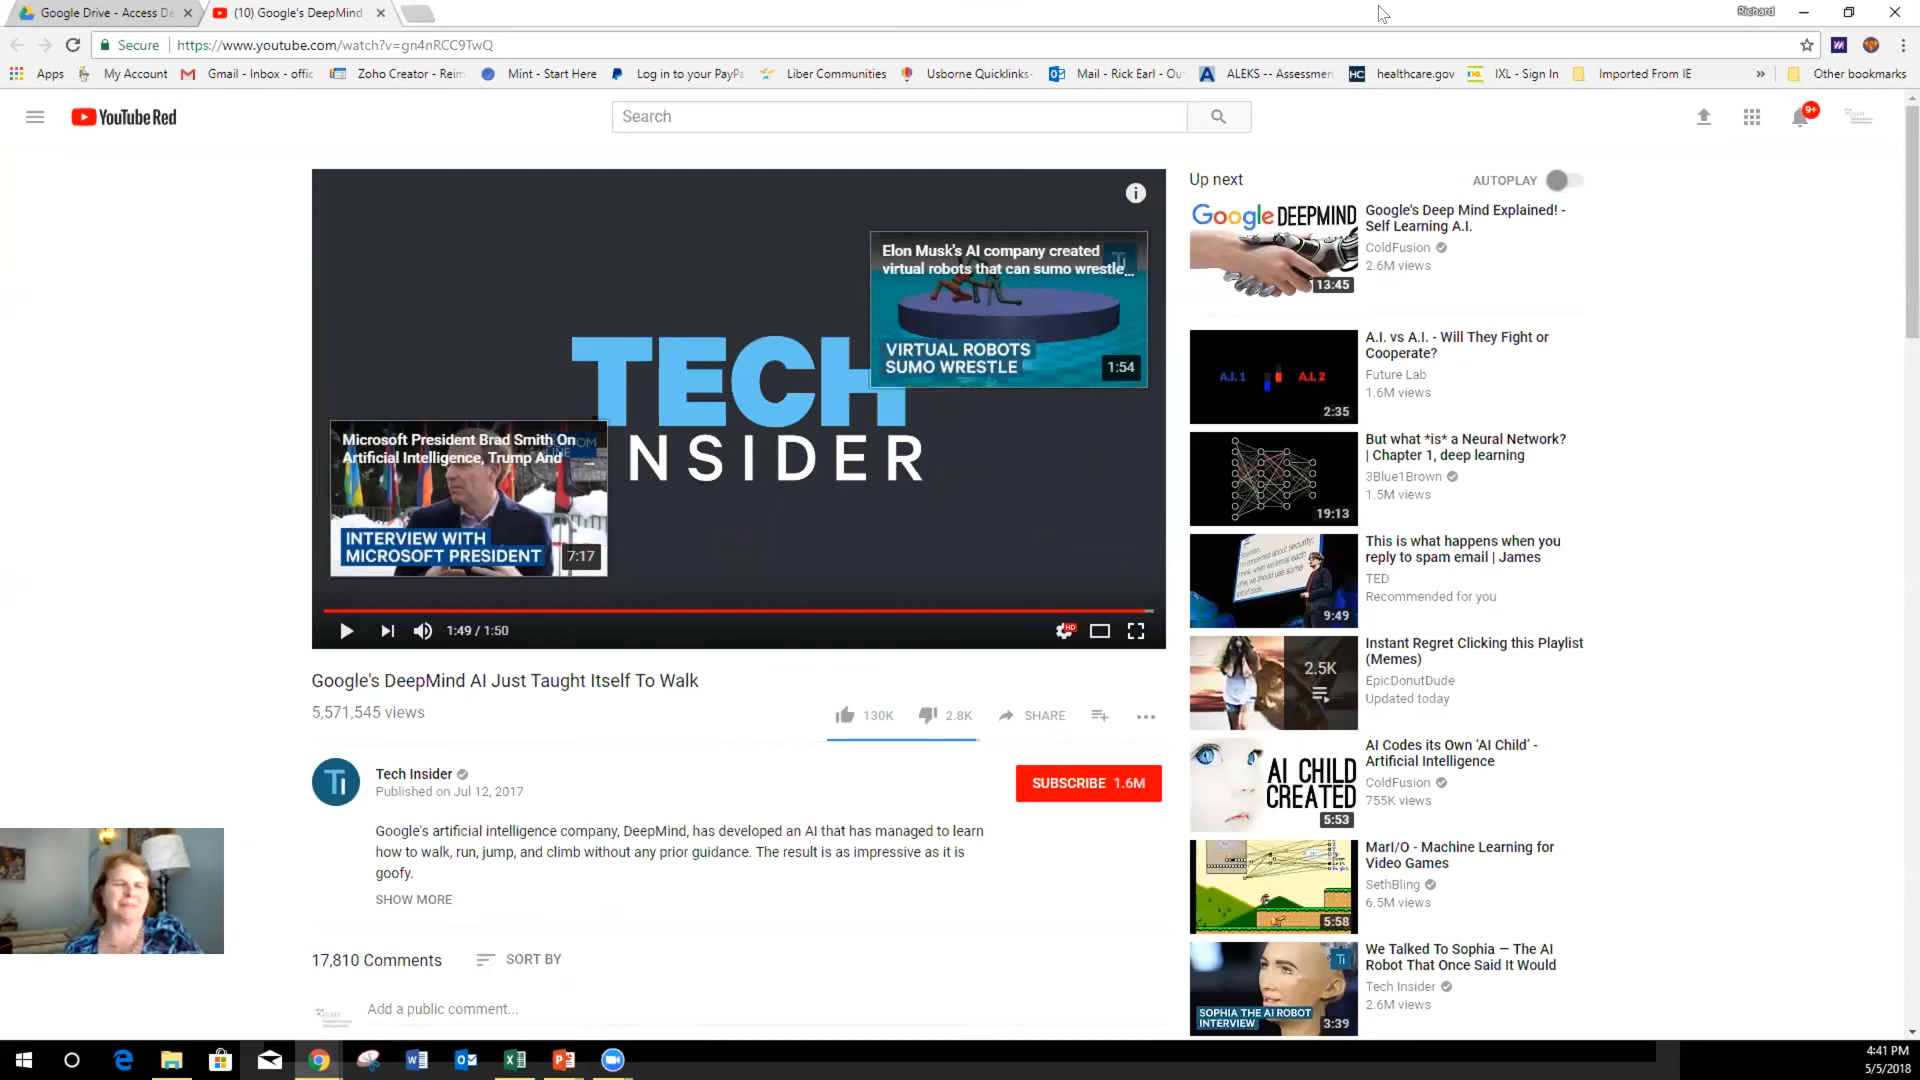 Google Drive - Access De
(10) Google's DeepMind
Richard
Secure
https://www.youtube.com/watch?v=gn4nRCC9TwQ
Apps
My Account
Gmail - Inbox - offic
Zoho Creator - Reim
Mint - Start Here
Log in to your PayPa
Liber Communities
Usborne Quicklinks-
Mail - Rick Earl - Ou
ALEKS -- Assessmen
HC healthcare.gov
IXL - Sign In
Imported From IE
»
Other bookmarks
YouTube Red
Search
9+
Elon Musk's AI company created
virtual robots that can sumo wrestle...
VIRTUAL ROBOTS
SUMO WRESTLE
1:54
TECH
NSIDER
Microsoft President Brad Smith On
Artificial Intelligence, Trump And ...
INTERVIEW WITH
MICROSOFT PRESIDENT
7:17
1:49 / 1:50
HD
Google's DeepMind AI Just Taught Itself To Walk
5,571,545 views
130K
2.8K
SHARE
Ti
Tech Insider
Published on Jul 12, 2017
SUBSCRIBE 1.6M
Google's artificial intelligence company, DeepMind, has developed an AI that has managed to learn
how to walk, run, jump, and climb without any prior guidance. The result is as impressive as it is
goofy.
SHOW MORE
17,810 Comments
SORT BY
Add a public comment...
Up next
AUTOPLAY
Google DEEPMIND
13:45
Google's Deep Mind Explained! -
Self Learning A.I.
ColdFusion
2.6M views
A.I. 1
A.I. 2
2:35
A.I. vs A.I. - Will They Fight or
Cooperate?
Future Lab
1.6M views
19:13
But what *is* a Neural Network?
| Chapter 1, deep learning
3Blue1Brown
1.5M views
9:49
This is what happens when you
reply to spam email | James
TED
Recommended for you
2.5K
Instant Regret Clicking this Playlist
(Memes)
EpicDonutDude
Updated today
AI CHILD
CREATED
5:53
AI Codes its Own 'AI Child' -
Artificial Intelligence
ColdFusion
755K views
5:58
MarI/O - Machine Learning for
Video Games
SethBling
6.5M views
SOPHIA THE AI ROBOT
INTERVIEW
3:39
We Talked To Sophia — The AI
Robot That Once Said It Would
Tech Insider
2.6M views
4:41 PM
5/5/2018